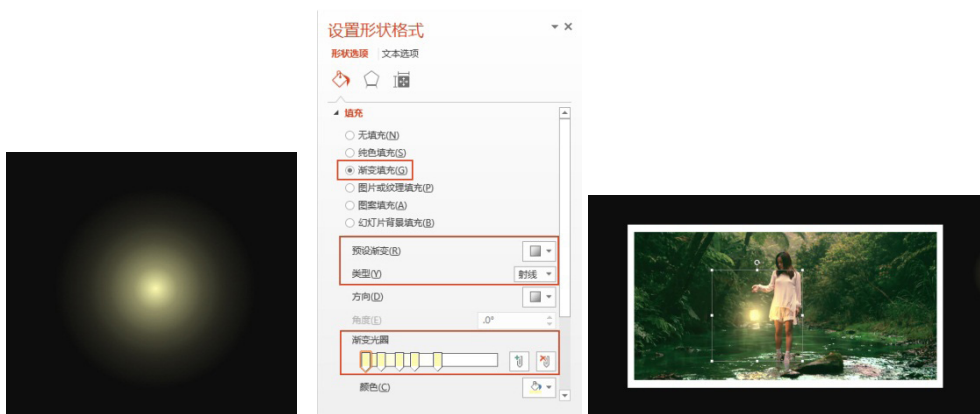 设置形状格式
形状选项 文本选项
填充
无填充(N)
纯色填充(S)
渐变填充(G)
图片或纹理填充(P)
图案填充(A)
幻灯片背景填充(B)
预设渐变(R)
类型(Y) 射线
方向(D)
角度(E) .0°
渐变光圈
颜色(C)